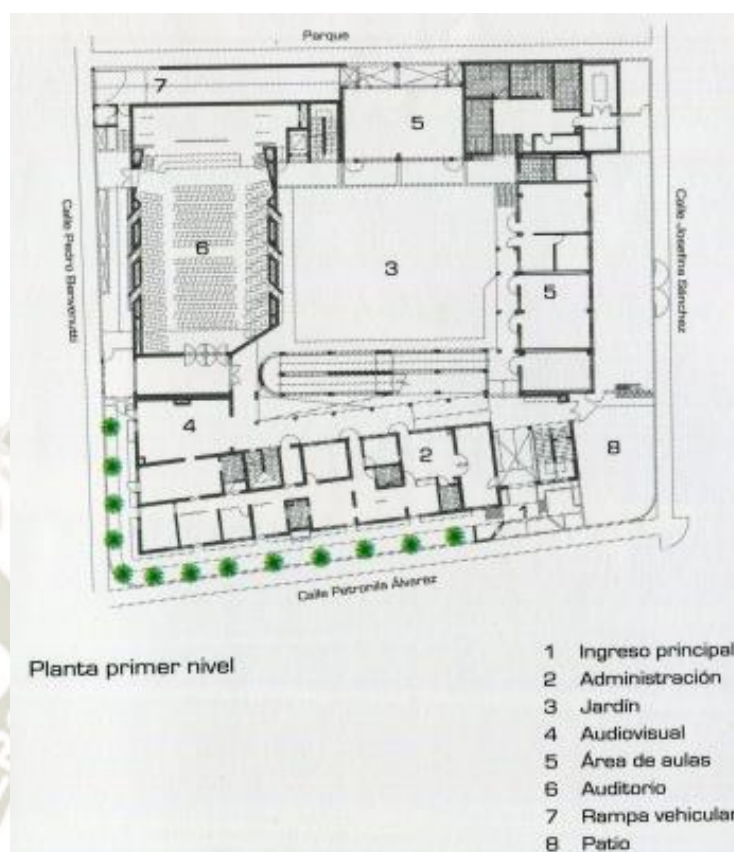 Parque
7
5
Calle Pedro Benvenutti
Calle Josefina Sánchez
6
3
5
4
2
8
1
Calle Petronila Álvarez
Planta primer nivel
1 Ingreso principal
2 Administración
3 Jardín
4 Audiovisual
5 Área de aulas
6 Auditorio
7 Rampa vehicular
8 Patio